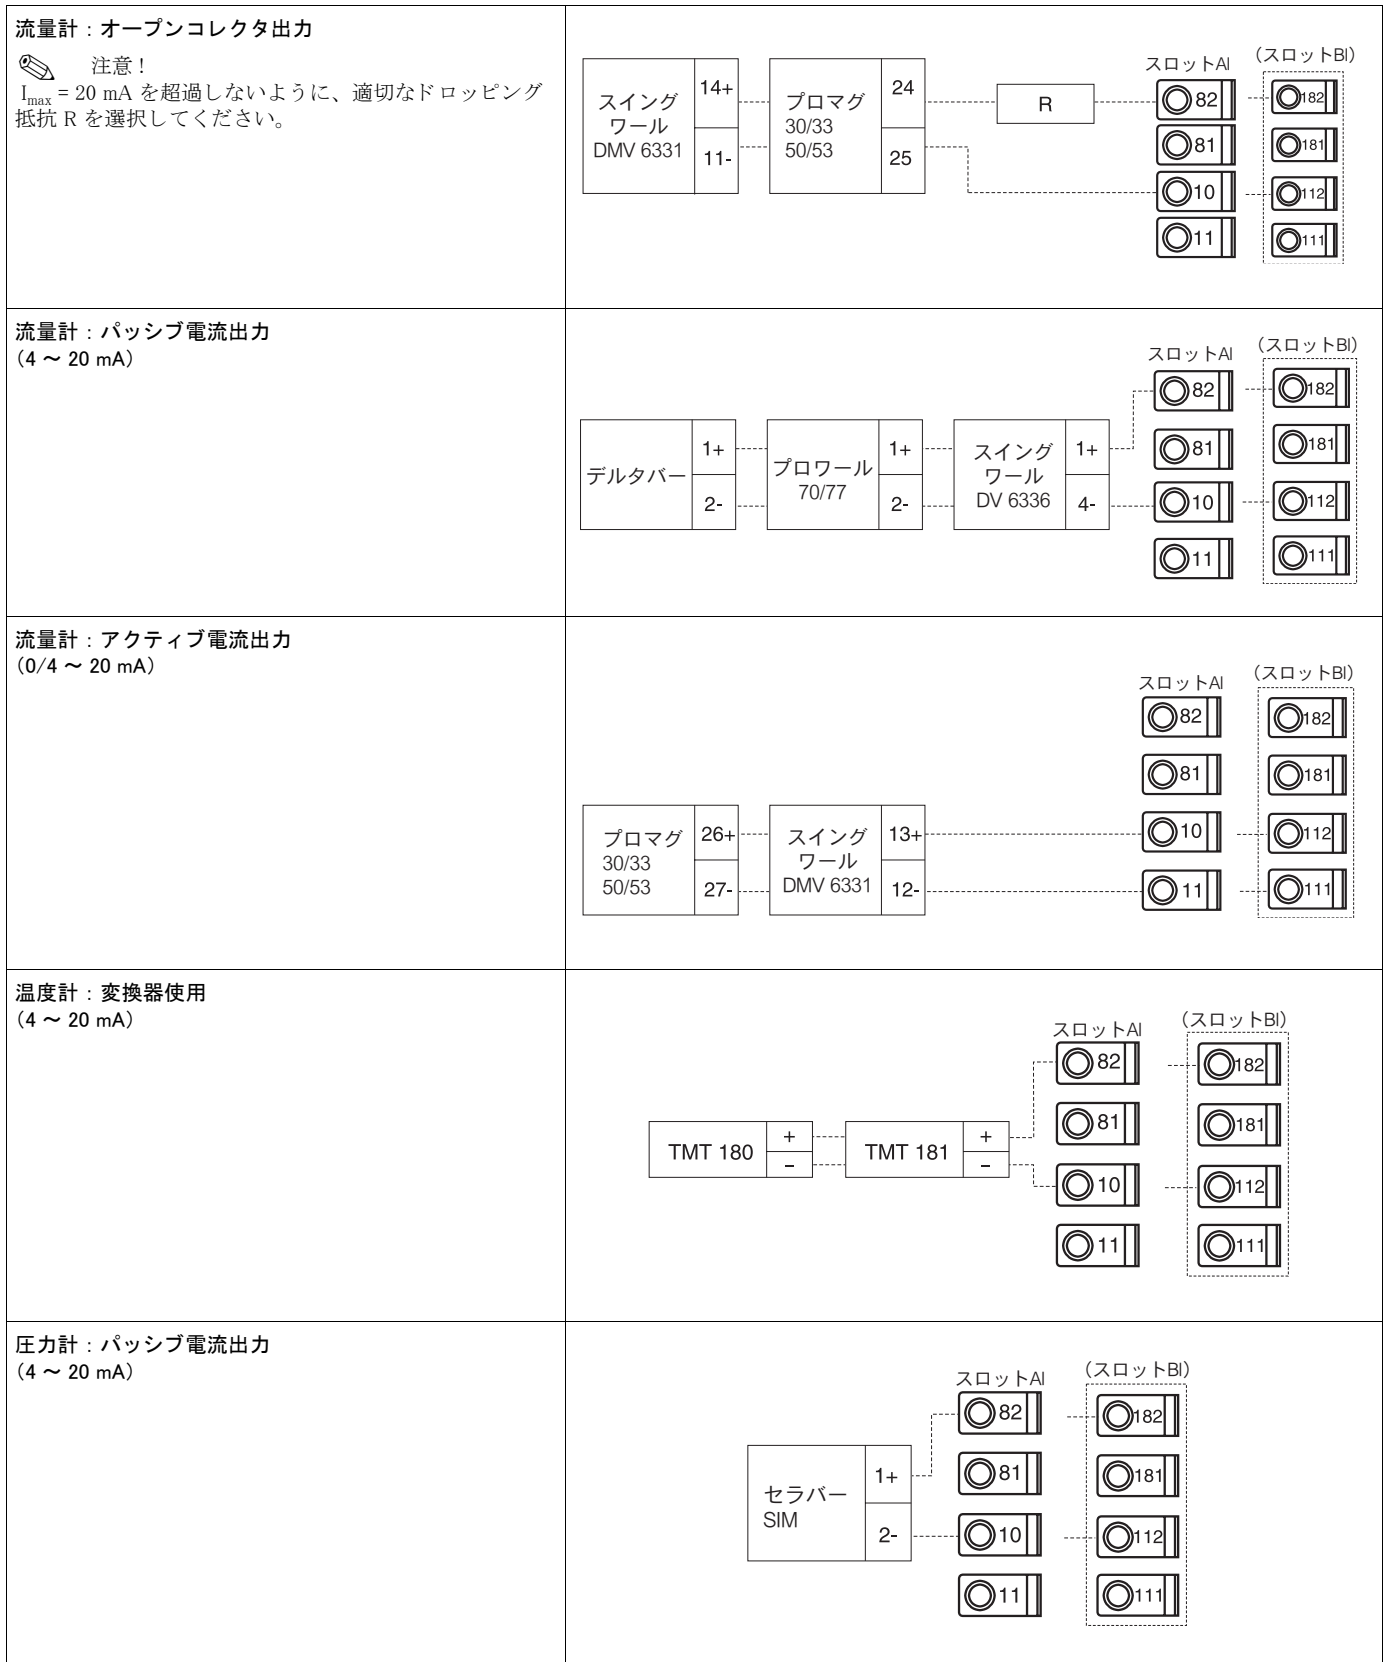 流量計：オープンコレクタ出力
注意！
Imax = 20 mA を超過しないように、適切なドロッピング
抵抗 R を選択してください。
スイング
ワール
DMV 6331
14+
11-
プロマグ
30/33
50/53
24
25
R
スロットAI
（スロットBI）
82
81
10
11
182
181
112
111
流量計：パッシブ電流出力
（4 ～ 20 mA）
デルタバー
1+
2-
プロワール
70/77
1+
2-
スイング
ワール
DV 6336
1+
4-
スロットAI
（スロットBI）
82
81
10
11
182
181
112
111
流量計：アクティブ電流出力
（0/4 ～ 20 mA）
プロマグ
30/33
50/53
26+
27-
スイング
ワール
DMV 6331
13+
12-
スロットAI
（スロットBI）
82
81
10
11
182
181
112
111
温度計：変換器使用
（4 ～ 20 mA）
TMT 180
+
−
TMT 181
+
−
スロットAI
（スロットBI）
82
81
10
11
182
181
112
111
圧力計：パッシブ電流出力
（4 ～ 20 mA）
セラバー
SIM
1+
2-
スロットAI
（スロットBI）
82
81
10
11
182
181
112
111